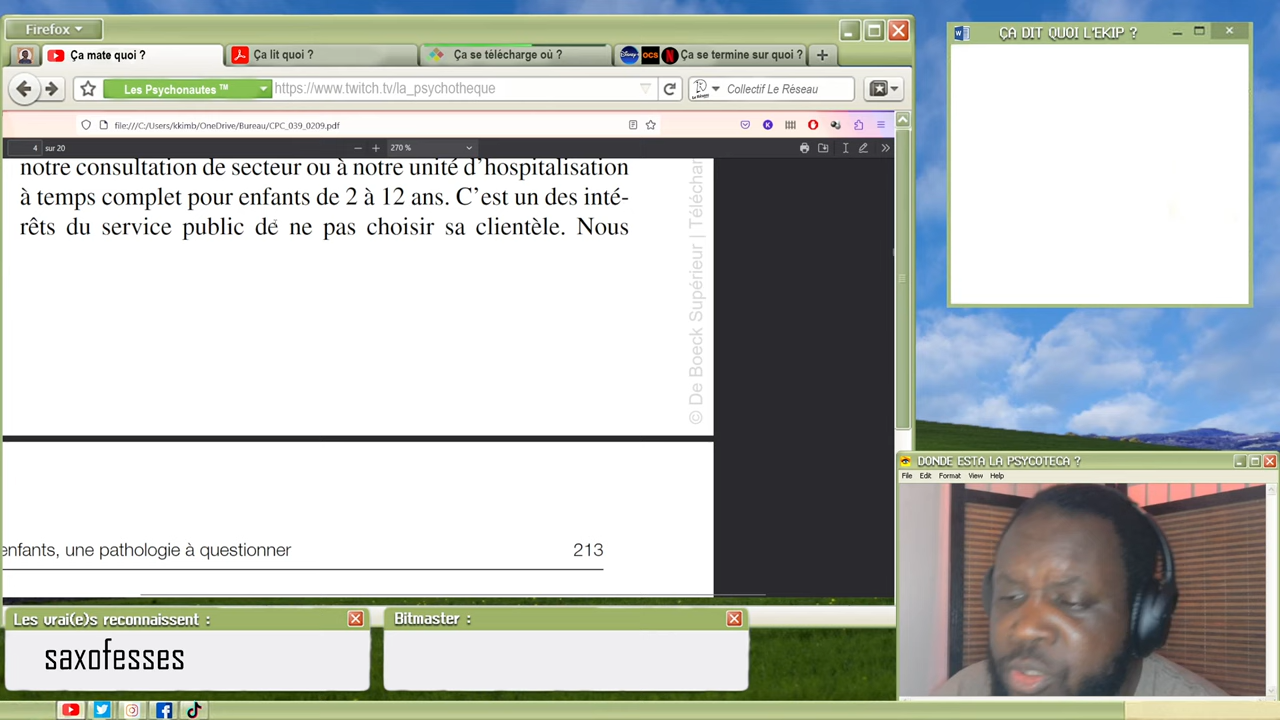 Firefox
Ça mate quoi ?
Ça lit quoi ?
Ça se télécharge où ?
Disney+
OCS
N
Ça se termine sur quoi ?
Les Psychonautes ™
https://www.twitch.tv/la_psychotheque
Collectif Le Réseau
file:///C:/Users/kkimb/OneDrive/Bureau/CPC_039_0209.pdf
4 sur 20
270 %
notre consultation de secteur ou à notre unité d’hospitalisation
à temps complet pour enfants de 2 à 12 ans. C’est un des inté-
rêts du service public de ne pas choisir sa clientèle. Nous
© De Boeck Supérieur | Téléchar
enfants, une pathologie à questionner
213
ÇA DIT QUOI L'EKIP ?
DONDE ESTA LA PSYCOTECA ?
File Edit Format View Help
Les vrai(e)s reconnaissent :
saxofesses
Bitmaster :